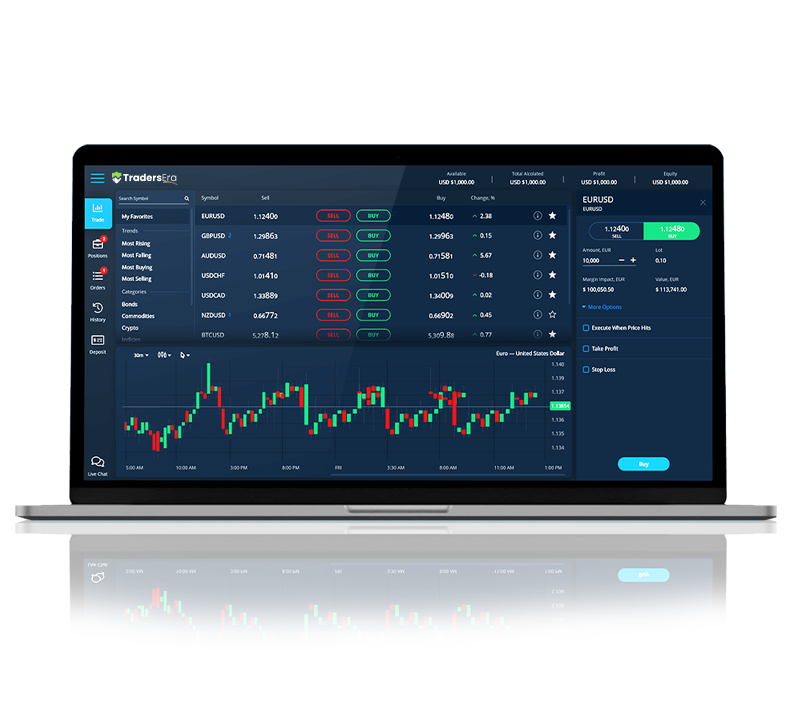 TradersEra
Available
USD $1,000.00
Total Alcolated
USD $1,000.00
Profit
USD $1,000.00
Equity
USD $1,000.00
Trade
Positions
Orders
History
Deposit
Live Chat
Search Symbol
My Favorites
Trends
Most Rising
Most Falling
Most Buying
Most Selling
Categories
Bonds
Commodities
Crypto
Indicies
Symbol Sell Buy Change, %
EURUSD 1.12400 SELL BUY 1.12480 2.38
GBPUSD 2 1.29863 SELL BUY 1.29963 0.15
AUDUSD 0.71481 SELL BUY 0.71581 5.67
USDCHF 1.01410 SELL BUY 1.01510 -0.18
USDCAD 1.33889 SELL BUY 1.34009 0.02
NZDUSD 1 0.66772 SELL BUY 0.66902 0.45
BTCUSD 5,278.12 SELL BUY 5,309.88 0.77
30m
Euro — United States Dollar
1.140
1.139
1.137
1.13854
1.136
1.135
1.134
5:00 AM 10:00 AM 3:00 PM 8:00 PM FRI 3:30 AM 8:00 AM 11:00 AM 1:00 PM
EURUSD
EURUSD
1.12400
SELL
1.12480
BUY
Amount, EUR
10,000
Lot
0.10
Margin Impact, EUR
$ 100,050.50
Value, EUR
$ 113,741.00
More Options
Execute When Price Hits
Take Profit
Stop Loss
Buy